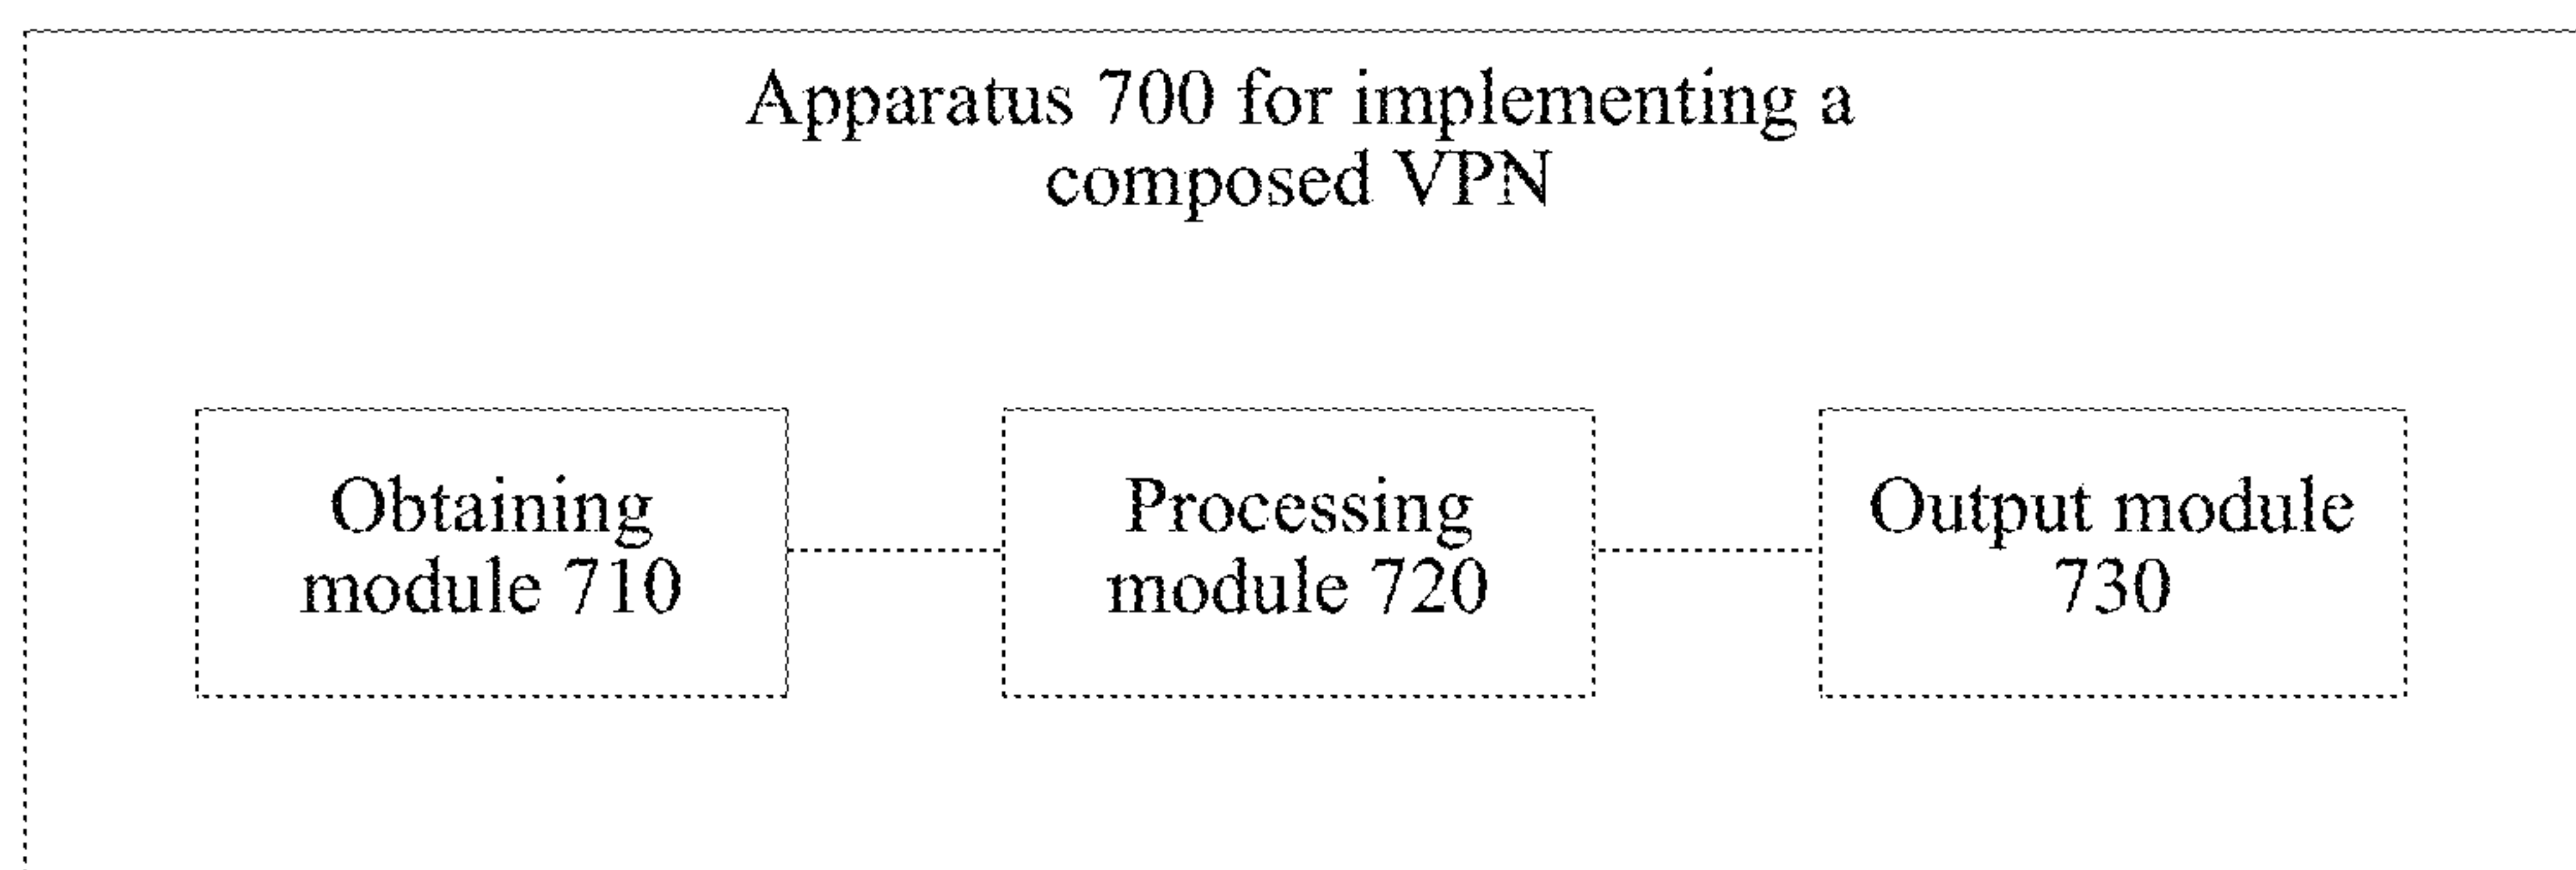 Apparatus 700 for implementing a
composed VPN
Obtaining
module 710
Processing
module 720
Output module
730